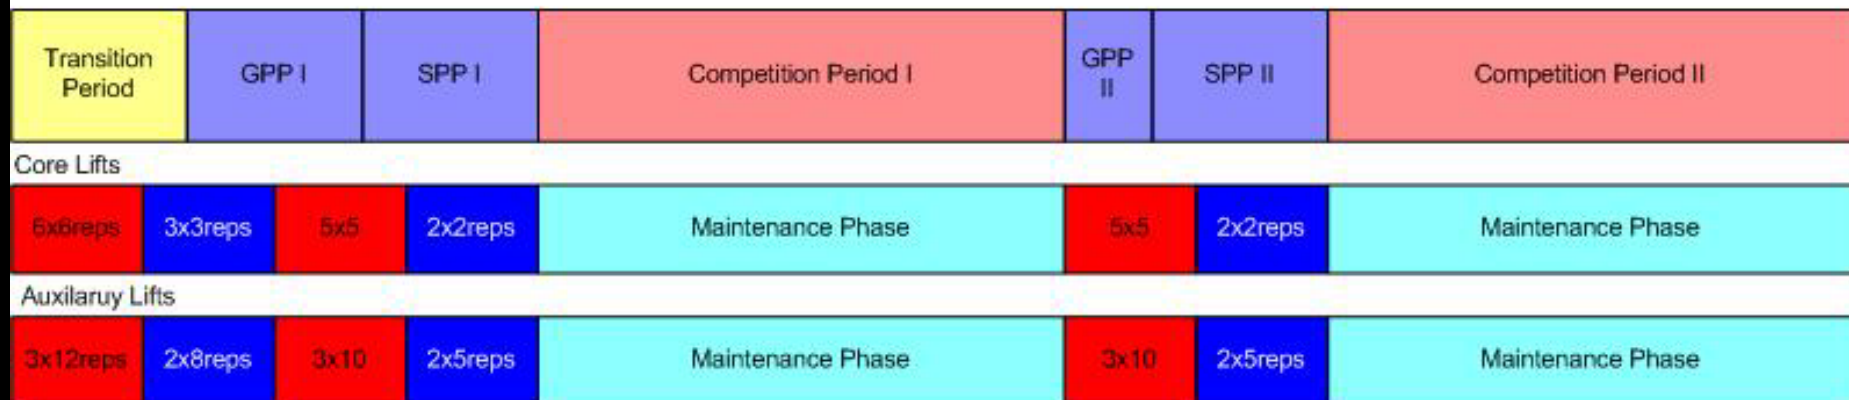 Transition
Period
GPP I
SPP I
Competition Period I
GPP
II
SPP II
Competition Period II
Core Lifts
6x6reps
3x3reps
5x5
2x2reps
Maintenance Phase
5x5
2x2reps
Maintenance Phase
Auxilaruy Lifts
3x12reps
2x8reps
3x10
2x5reps
Maintenance Phase
3x10
2x5reps
Maintenance Phase